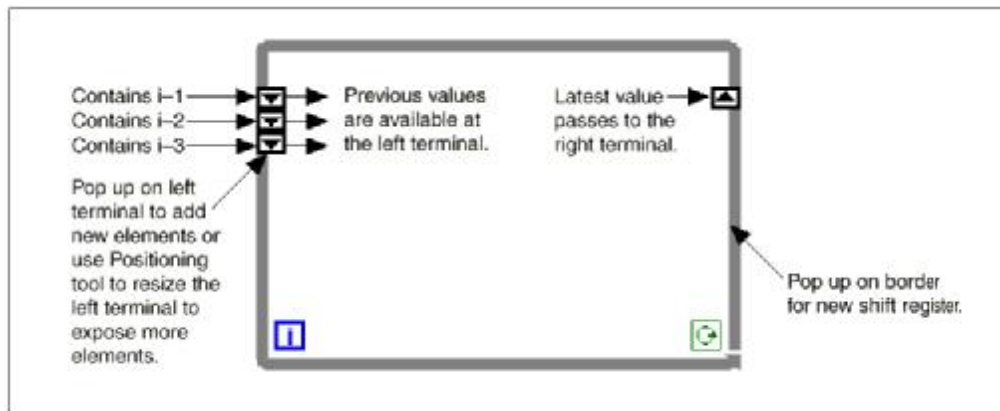 Contains i–1
Contains i–2
Contains i–3
Previous values
are available at
the left terminal.
Latest value
passes to the
right terminal.
Pop up on left
terminal to add
new elements or
use Positioning
tool to resize the
left terminal to
expose more
elements.
Pop up on border
for new shift register.
i